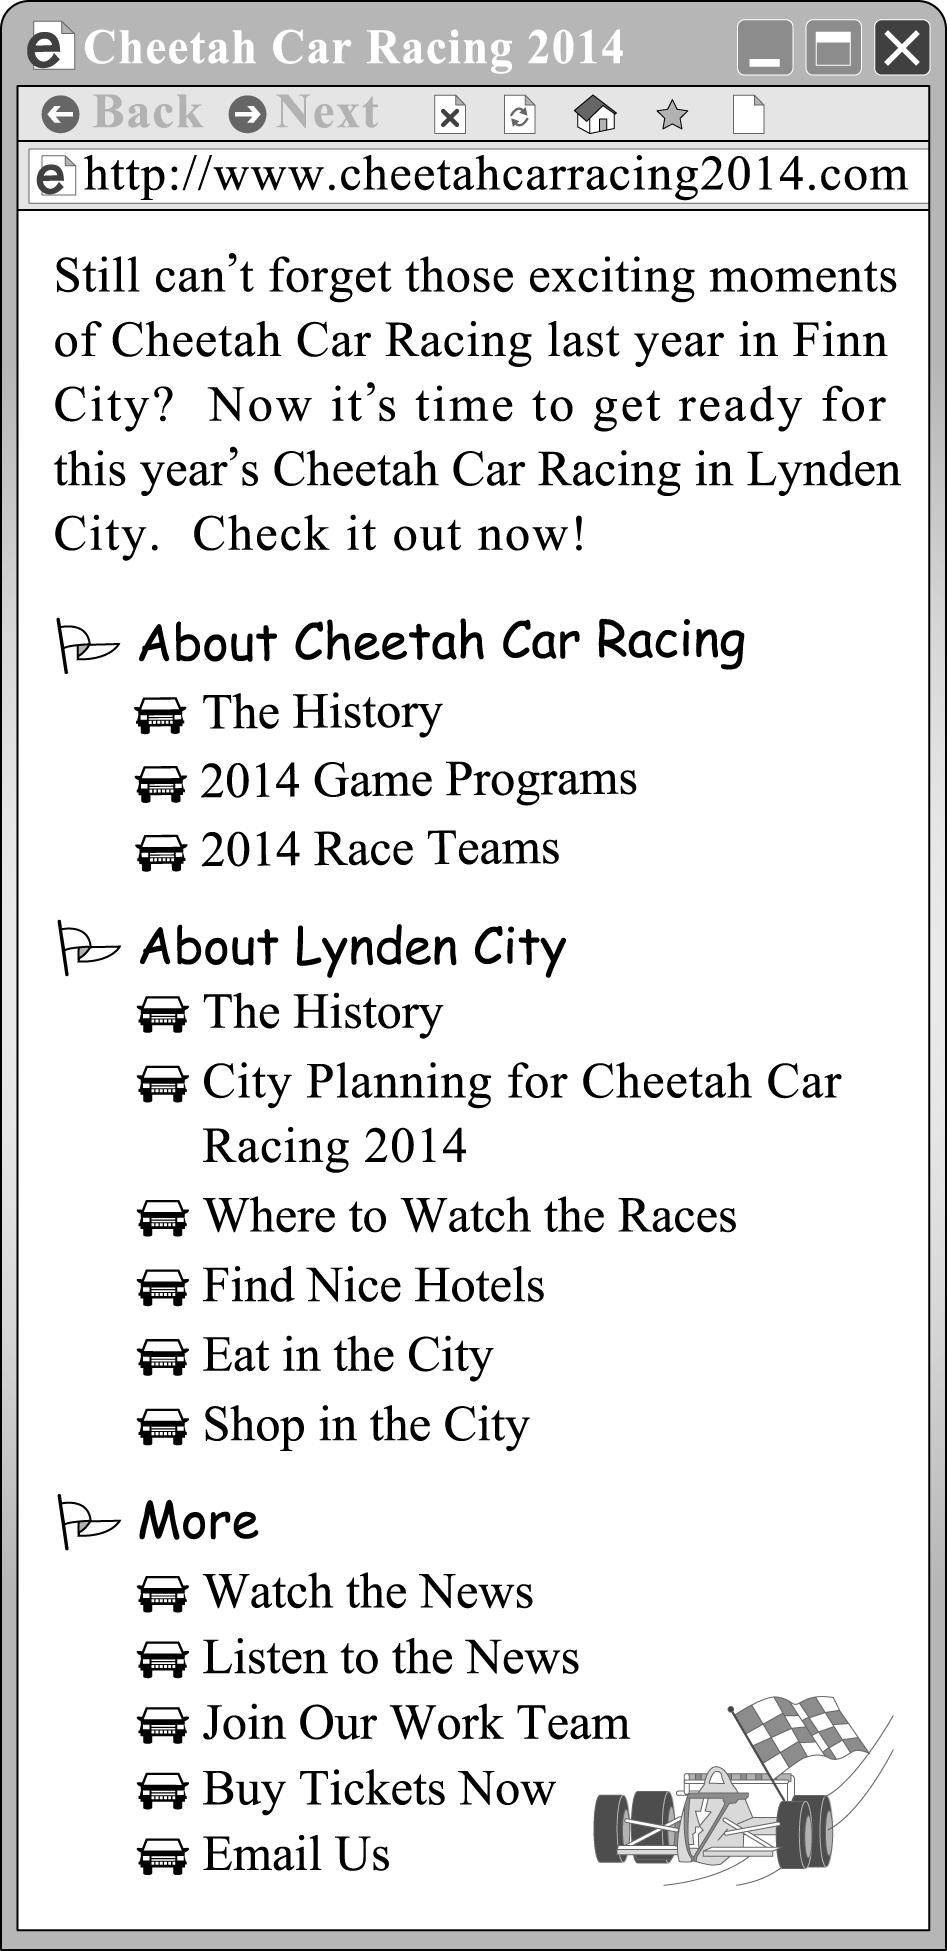 Cheetah Car Racing 2014
Back Next
http://www.cheetahcarracing2014.com
Still can’t forget those exciting moments
of Cheetah Car Racing last year in Finn
City? Now it’s time to get ready for
this year’s Cheetah Car Racing in Lynden
City. Check it out now!
About Cheetah Car Racing
The History
2014 Game Programs
2014 Race Teams
About Lynden City
The History
City Planning for Cheetah Car
Racing 2014
Where to Watch the Races
Find Nice Hotels
Eat in the City
Shop in the City
More
Watch the News
Listen to the News
Join Our Work Team
Buy Tickets Now
Email Us